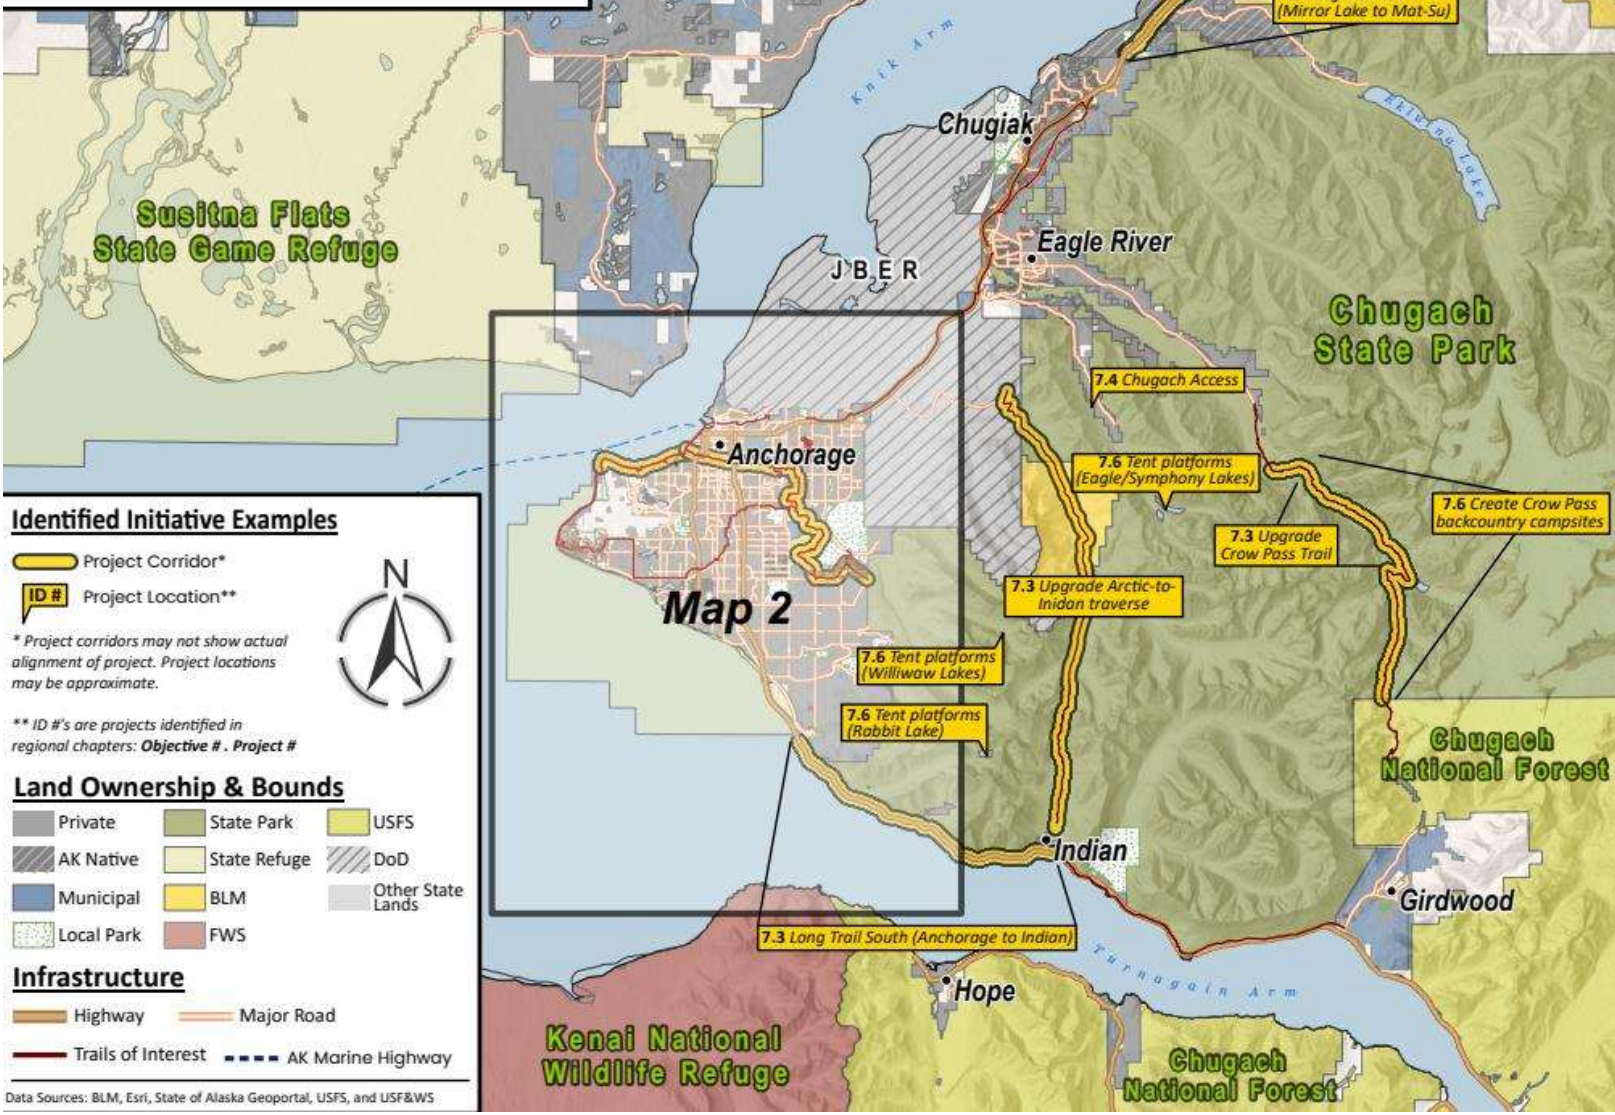 (Mirror Lake to Mat-Su)
Knik Arm
Chugiak
Eklutna Lake
Susitna Flats
State Game Refuge
Eagle River
JBER
Chugach
State Park
7.4 Chugach Access
Anchorage
7.6 Tent platforms
(Eagle/Symphony Lakes)
7.6 Create Crow Pass
backcountry campsites
7.3 Upgrade
Crow Pass Trail
7.3 Upgrade Arctic-to-
Inidan traverse
Map 2
7.6 Tent platforms
(Williwaw Lakes)
7.6 Tent platforms
(Rabbit Lake)
Chugach
National Forest
Indian
Girdwood
7.3 Long Trail South (Anchorage to Indian)
Turnagain Arm
Hope
Kenai National
Wildlife Refuge
Chugach
National Forest
Identified Initiative Examples
Project Corridor*
ID # Project Location**
N
* Project corridors may not show actual
alignment of project. Project locations
may be approximate.
** ID #'s are projects identified in
regional chapters: Objective # . Project #
Land Ownership & Bounds
Private State Park USFS
AK Native State Refuge DoD
Municipal BLM Other State
Lands
Local Park FWS
Infrastructure
Highway Major Road
Trails of Interest AK Marine Highway
Data Sources: BLM, Esri, State of Alaska Geoportal, USFS, and USF&WS